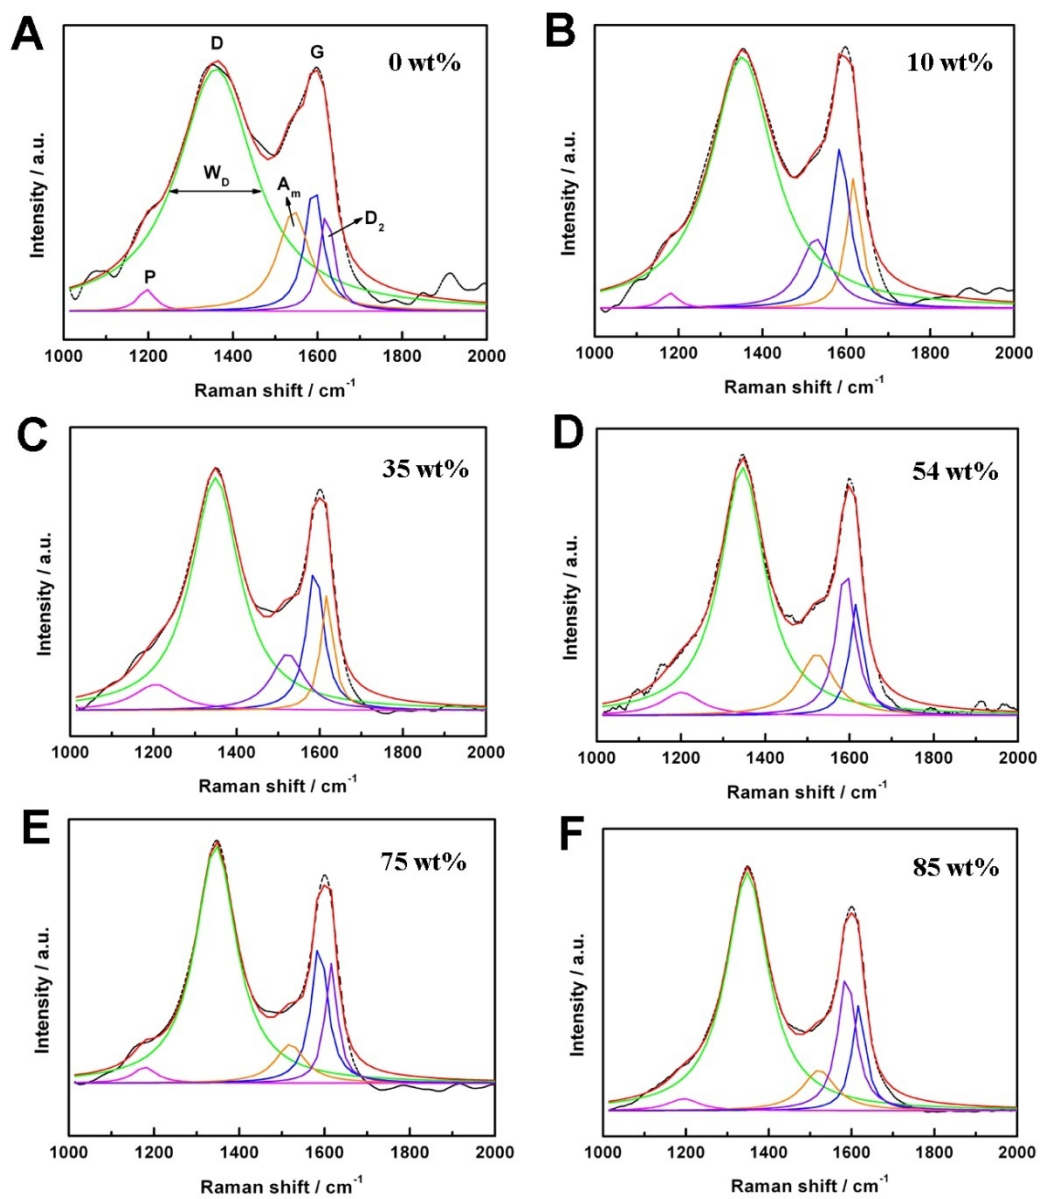 A
0 wt%
D
G
W_D
A_m
D_2
P
Intensity / a.u.
1000 1200 1400 1600 1800 2000
Raman shift / cm⁻¹
B
10 wt%
Intensity / a.u.
1000 1200 1400 1600 1800 2000
Raman shift / cm⁻¹
C
35 wt%
Intensity / a.u.
1000 1200 1400 1600 1800 2000
Raman shift / cm⁻¹
D
54 wt%
Intensity / a.u.
1000 1200 1400 1600 1800 2000
Raman shift / cm⁻¹
E
75 wt%
Intensity / a.u.
1000 1200 1400 1600 1800 2000
Raman shift / cm⁻¹
F
85 wt%
Intensity / a.u.
1000 1200 1400 1600 1800 2000
Raman shift / cm⁻¹